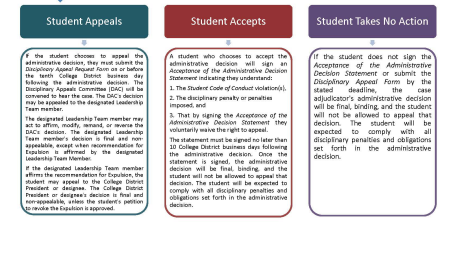 Student Appeals
If the student chooses to appeal the
administrative decision, they must submit the
Disciplinary Appeal Request Form on or before
the tenth College District business day
following the administrative decision. The
Disciplinary Appeals Committee (DAC) will be
convened to hear the case. The DAC's decision
may be appealed to the designated Leadership
Team member.
The designated Leadership Team member may
act to affirm, modify, remand, or reverse the
DAC's decision. The designated Leadership
Team member's decision is final and non-
appealable, except when recommendation for
Expulsion is affirmed by the designated
Leadership Team Member.
If the designated Leadership Team member
affirms the recommendation for Expulsion, the
student may appeal to the College District
President or designee. The College District
President or designee's decision is final and
non-appealable, unless the student's petition
to revoke the Expulsion is approved.
Student Accepts
A student who chooses to accept the
administrative decision will sign an
Acceptance of the Administrative Decision
Statement indicating they understand:
1. The Student Code of Conduct violation(s),
2. The disciplinary penalty or penalties
imposed, and
3. That by signing the Acceptance of the
Administrative Decision Statement they
voluntarily waive the right to appeal.
The statement must be signed no later than
10 College District business days following
the administrative decision. Once the
statement is signed, the administrative
decision will be final, binding, and the
student will not be allowed to appeal that
decision. The student will be expected to
comply with all disciplinary penalties and
obligations set forth in the administrative
decision.
Student Takes No Action
If the student does not sign the
Acceptance of the Administrative
Decision Statement or submit the
Disciplinary Appeal Form by the
stated deadline, the case
adjudicator's administrative decision
will be final, binding, and the student
will not be allowed to appeal that
decision. The student will be
expected to comply with all
disciplinary penalties and obligations
set forth in the administrative
decision.